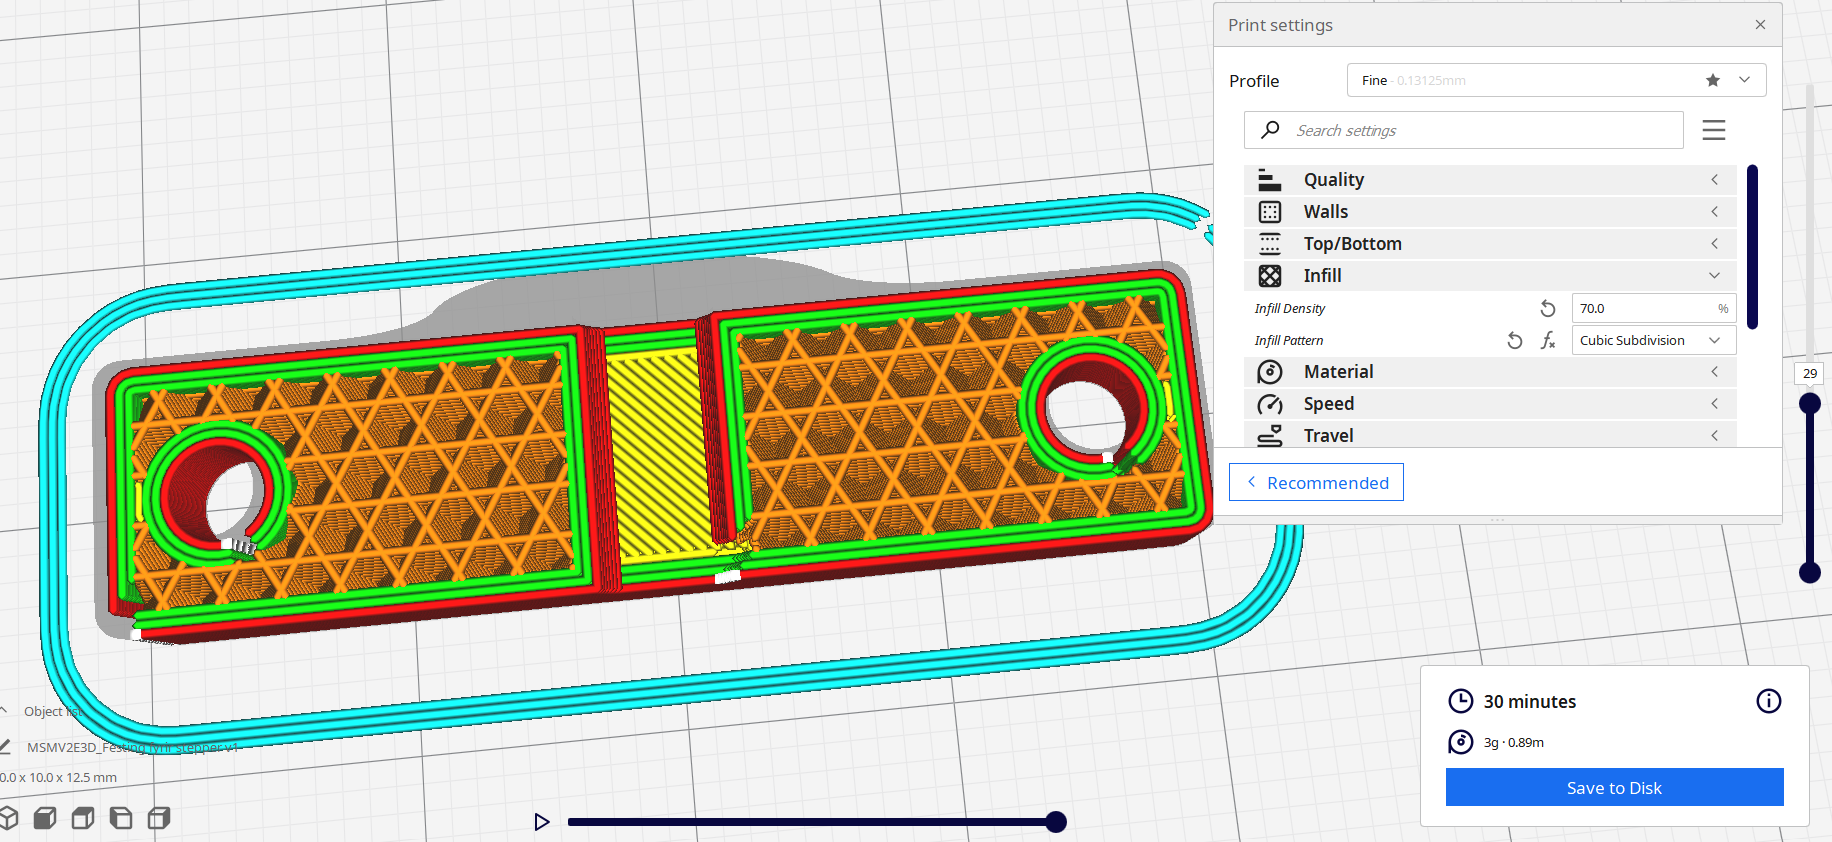 Print settings
Profile
Fine - 0.13125mm
Search settings
Quality
Walls
Top/Bottom
Infill
Infill Density
70.0 %
Infill Pattern
Cubic Subdivision
Material
29
Speed
Travel
Recommended
Object list
MSMV2E3D_Festing fyrir stepper v1
0.0 x 10.0 x 12.5 mm
30 minutes
3g · 0.89m
Save to Disk